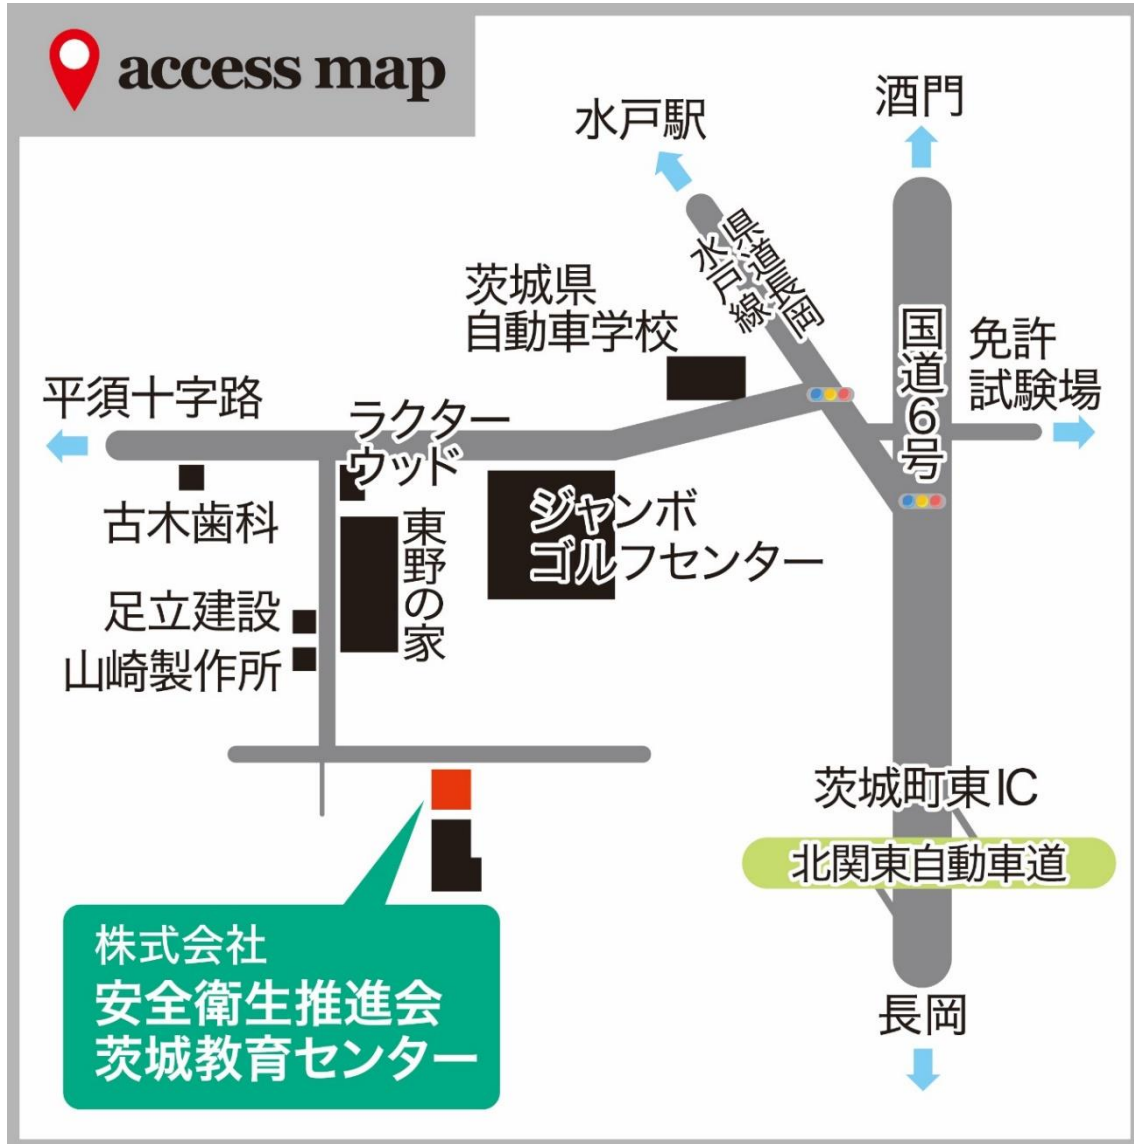 access map
水戸駅
酒門
県道長岡
水戸線
茨城県
自動車学校
国道6号
免許
試験場
平須十字路
ラクター
ウッド
古木歯科
東野の家
ジャンボ
ゴルフセンター
足立建設
山崎製作所
茨城町東IC
北関東自動車道
株式会社
安全衛生推進会
茨城教育センター
長岡